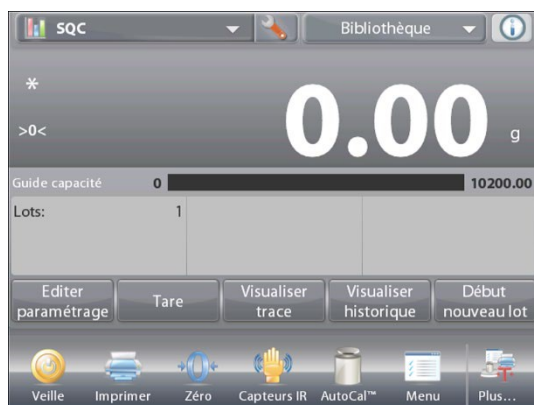 SQC Bibliothèque
*
>0< 0.00 g
Guide capacité 0 10200.00
Lots: 1
Editer paramétrage
Tare
Visualiser trace
Visualiser historique
Début nouveau lot
Veille Imprimer Zéro Capteurs IR AutoCal™ Menu Plus...